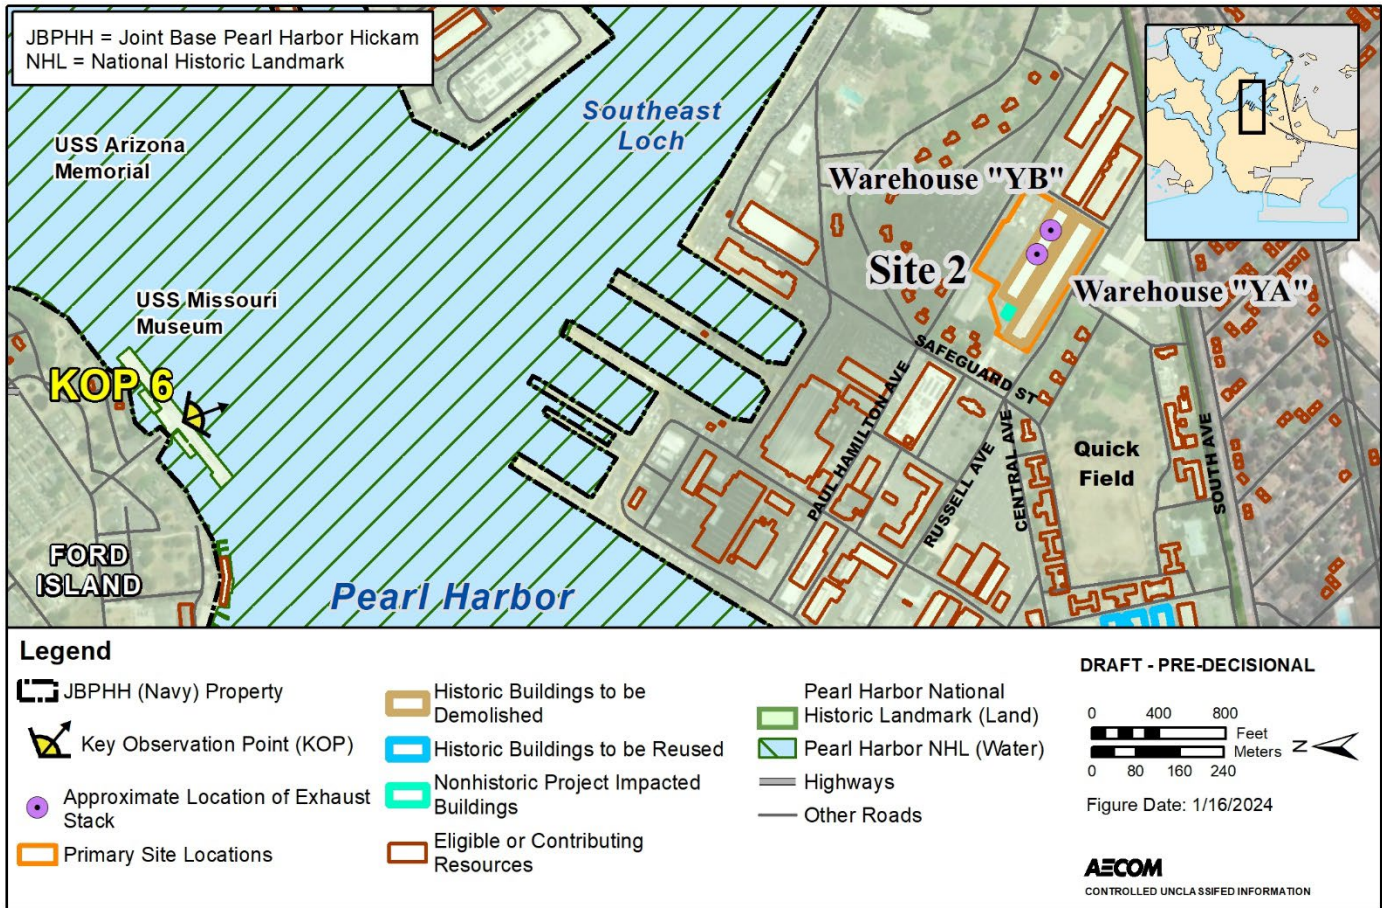 JBPHH = Joint Base Pearl Harbor Hickam
NHL = National Historic Landmark
Southeast
Loch
USS Arizona
Memorial
Warehouse "YB"
Site 2
Warehouse "YA"
USS Missouri
Museum
KOP 6
SAFEGUARD ST
PAUL HAMILTON AVE
RUSSELL AVE
CENTRAL AVE
Quick
Field
SOUTH AVE
FORD
ISLAND
Pearl Harbor
Legend
JBPHH (Navy) Property
Key Observation Point (KOP)
Approximate Location of Exhaust
Stack
Primary Site Locations
Historic Buildings to be
Demolished
Historic Buildings to be Reused
Nonhistoric Project Impacted
Buildings
Eligible or Contributing
Resources
Pearl Harbor National
Historic Landmark (Land)
Pearl Harbor NHL (Water)
Highways
Other Roads
DRAFT - PRE-DECISIONAL
0 400 800
Feet
Meters
0 80 160 240
N
Figure Date: 1/16/2024
AECOM
CONTROLLED UNCLASSIFED INFORMATION